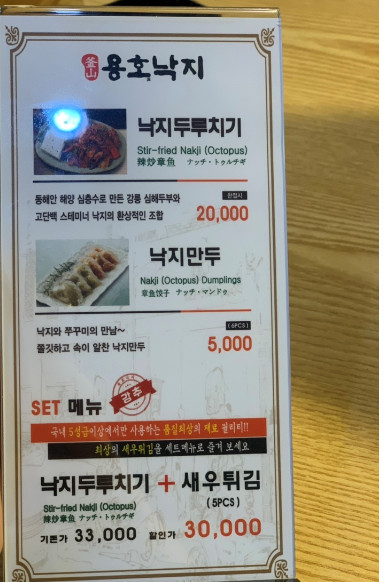 釜山 용호낙지
낙지두루치기
Stir-fried Nakji (Octopus)
辣炒章鱼 ナッチ・トゥルチギ
동해안 해양 심층수로 만든 강릉 심해두부와
고단백 스테미너 낙지의 환상적인 조합
한접시
20,000
낙지만두
Nakji (Octopus) Dumplings
章鱼饺子 ナッチ・マンドゥ
낙지와 쭈꾸미의 만남~
쫄깃하고 속이 알찬 낙지만두
(6PCS)
5,000
SET 메뉴
강추
국내 5성급이상에서만 사용하는 품질최상의 재료 퀄리티!!
최상의 새우튀김을 세트메뉴로 즐겨 보세요
낙지두루치기 + 새우튀김
(5PCS)
Stir-fried Nakji (Octopus)
辣炒章鱼 ナッチ・トゥルチギ
기존가 33,000 할인가 30,000